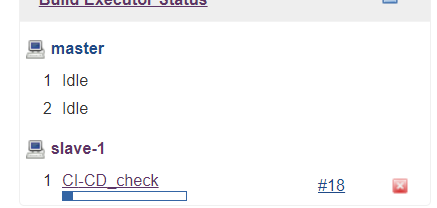 Build Executor Status
master
1 Idle
2 Idle
slave-1
1 CI-CD_check #18